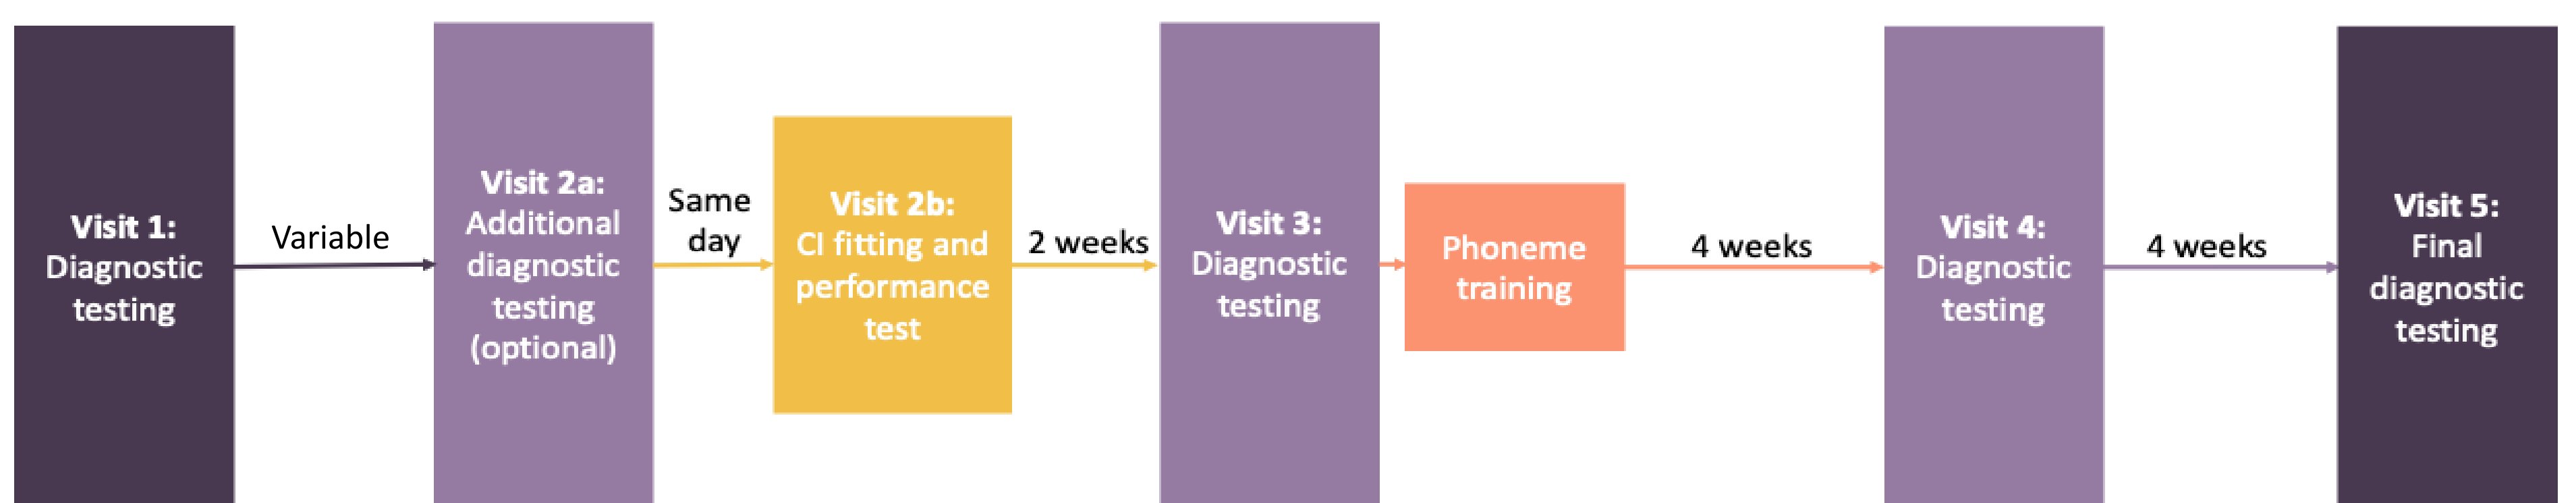 Visit 1:
Diagnostic
testing
Variable
Visit 2a:
Additional
diagnostic
testing
(optional)
Same
day
Visit 2b:
CI fitting and
performance
test
2 weeks
Visit 3:
Diagnostic
testing
Phoneme
training
4 weeks
Visit 4:
Diagnostic
testing
4 weeks
Visit 5:
Final
diagnostic
testing